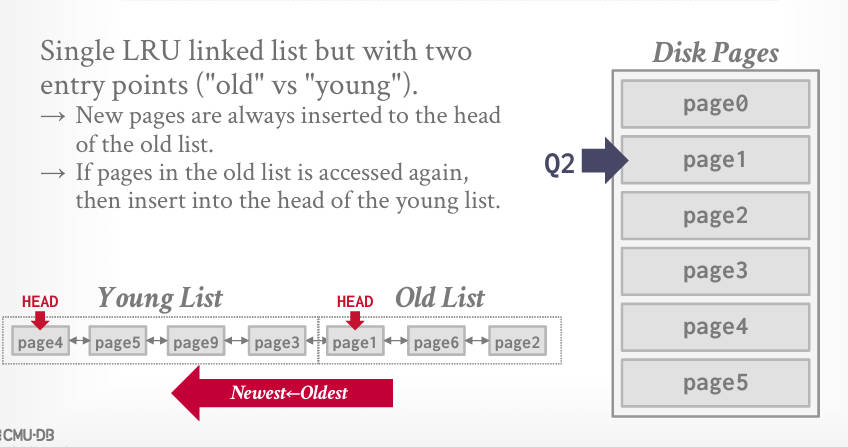 Single LRU linked list but with two
entry points ("old" vs "young").
→ New pages are always inserted to the head
of the old list.
→ If pages in the old list is accessed again,
then insert into the head of the young list.
Disk Pages
page0
Q2
page1
page2
page3
page4
page5
Young List
Old List
HEAD
HEAD
page4
page5
page9
page3
page1
page6
page2
Newest←Oldest
CMU·DB